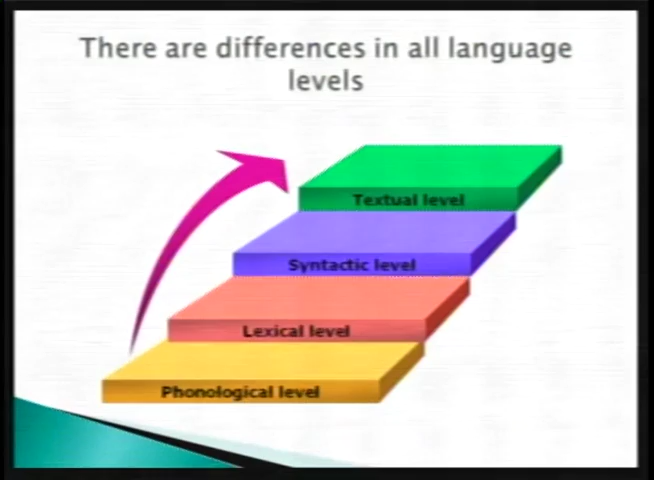 There are differences in all language
levels
Textual level
Syntactic level
Lexical level
Phonological level